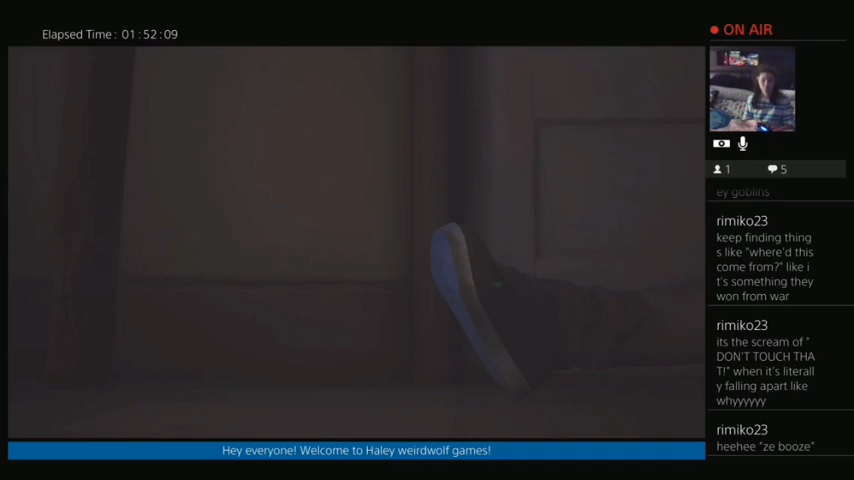 Elapsed Time: 01:52:09
ON AIR
1
5
ey goblins
rimiko23
keep finding thing
s like "where'd this
come from?" like i
t's something they
won from war
rimiko23
its the scream of "
DON'T TOUCH THA
T!" when it's literall
y falling apart like
whyyyyyy
rimiko23
heehee "ze booze"
Hey everyone! Welcome to Haley weirdwolf games!